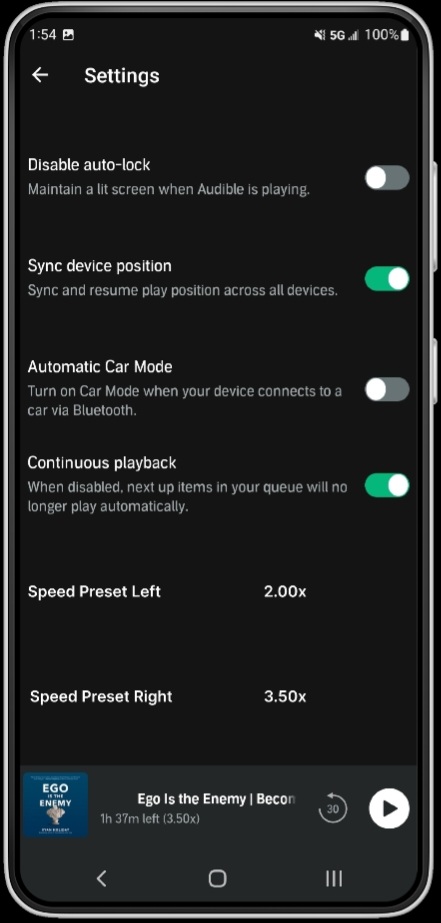 1:54 5G 100%
Settings
Disable auto-lock
Maintain a lit screen when Audible is playing.
Sync device position
Sync and resume play position across all devices.
Automatic Car Mode
Turn on Car Mode when your device connects to a
car via Bluetooth.
Continuous playback
When disabled, next up items in your queue will no
longer play automatically.
Speed Preset Left 2.00x
Speed Preset Right 3.50x
EGO
IS THE
ENEMY
RYAN HOLIDAY
Ego Is the Enemy | Becon
1h 37m left (3.50x)
30